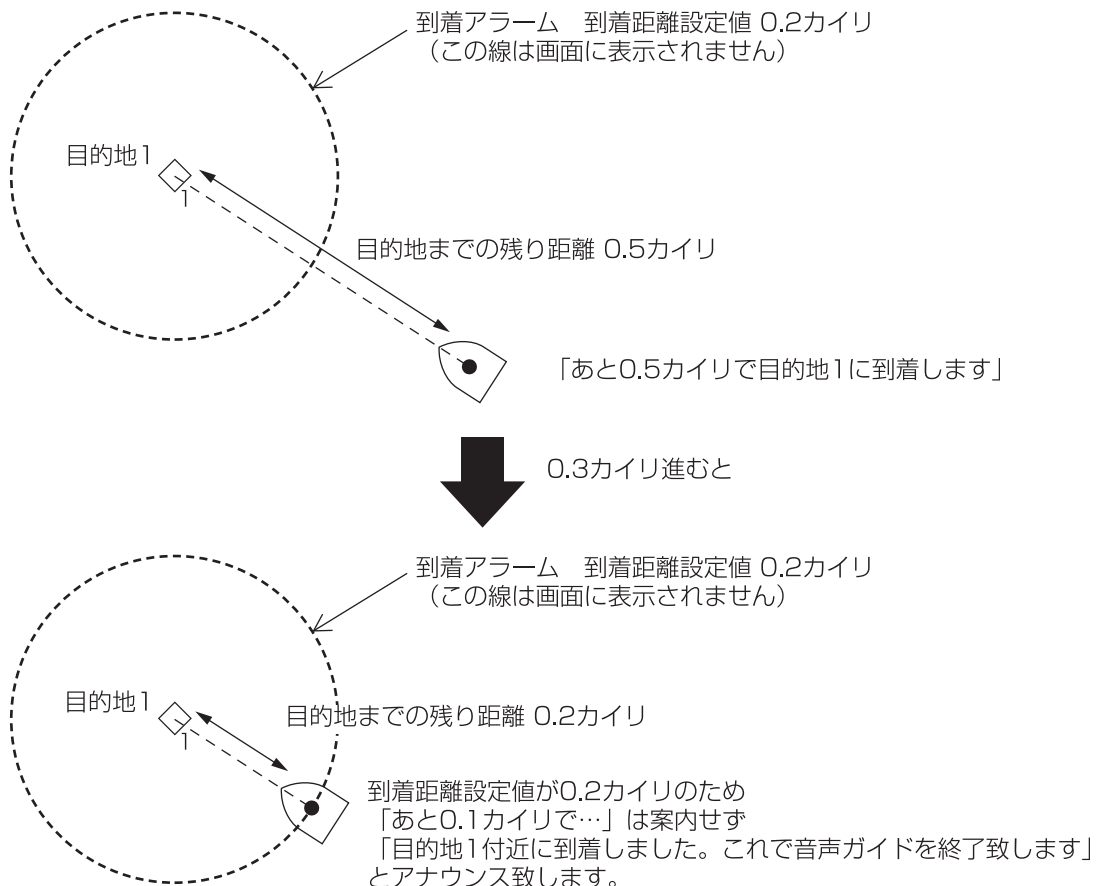 到着アラーム　到着距離設定値 0.2カイリ
（この線は画面に表示されません）
目的地1
1
目的地までの残り距離 0.5カイリ
「あと0.5カイリで目的地1に到着します」
0.3カイリ進むと
到着アラーム　到着距離設定値 0.2カイリ
（この線は画面に表示されません）
目的地1
1
目的地までの残り距離 0.2カイリ
到着距離設定値が0.2カイリのため
「あと0.1カイリで…」は案内せず
「目的地1付近に到着しました。これで音声ガイドを終了致します」
とアナウンス致します。